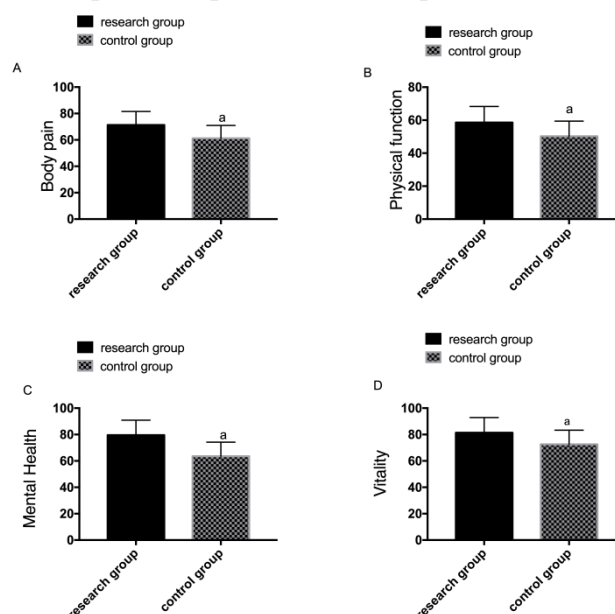 research group
control group
A
100
80
60
40
20
0
Body pain
a
research group
control group
research group
control group
B
80
60
40
20
0
Physical function
a
research group
control group
research group
control group
C
100
80
60
40
20
0
Mental Health
a
research group
control group
research group
control group
D
100
80
60
40
20
0
Vitality
a
research group
control group